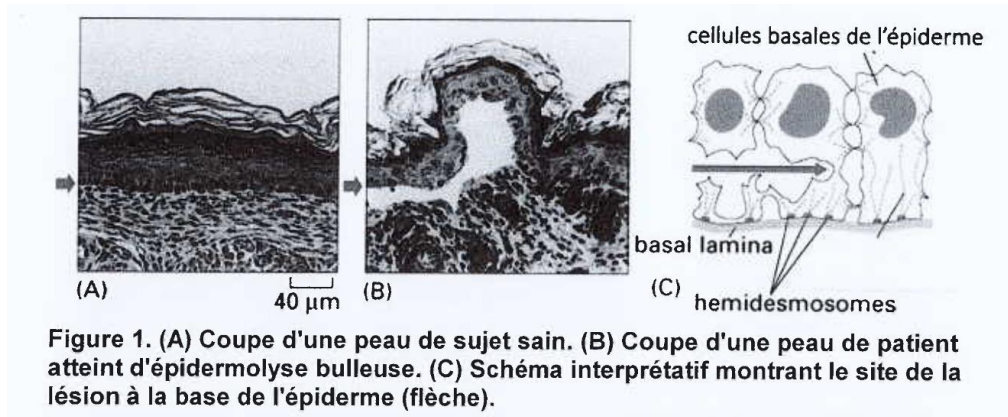 cellules basales de l'épiderme
basal lamina
(A)
40 µm
(B)
(C)
hemidesmosomes
Figure 1. (A) Coupe d'une peau de sujet sain. (B) Coupe d'une peau de patient
atteint d'épidermolyse bulleuse. (C) Schéma interprétatif montrant le site de la
lésion à la base de l'épiderme (flèche).